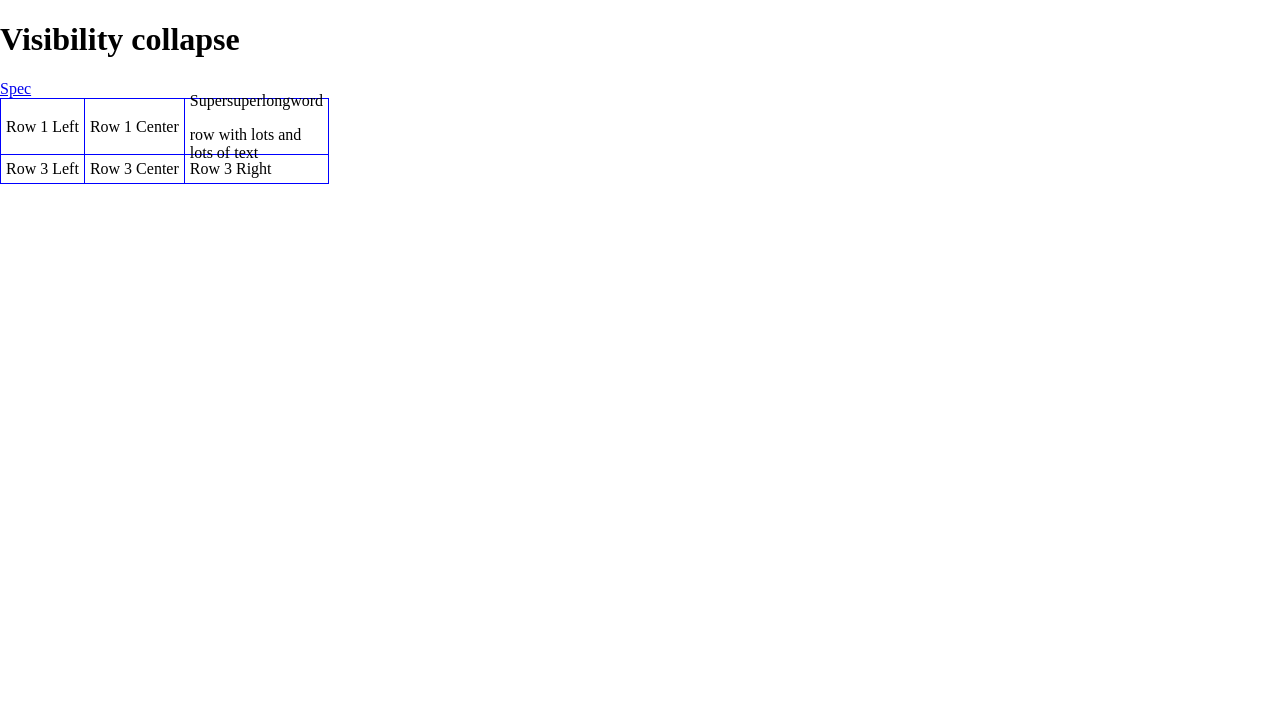 Visibility collapse
Spec
Row 1 Left
Row 1 Center
Supersuperlongword
row with lots and
lots of text
Row 3 Left
Row 3 Center
Row 3 Right